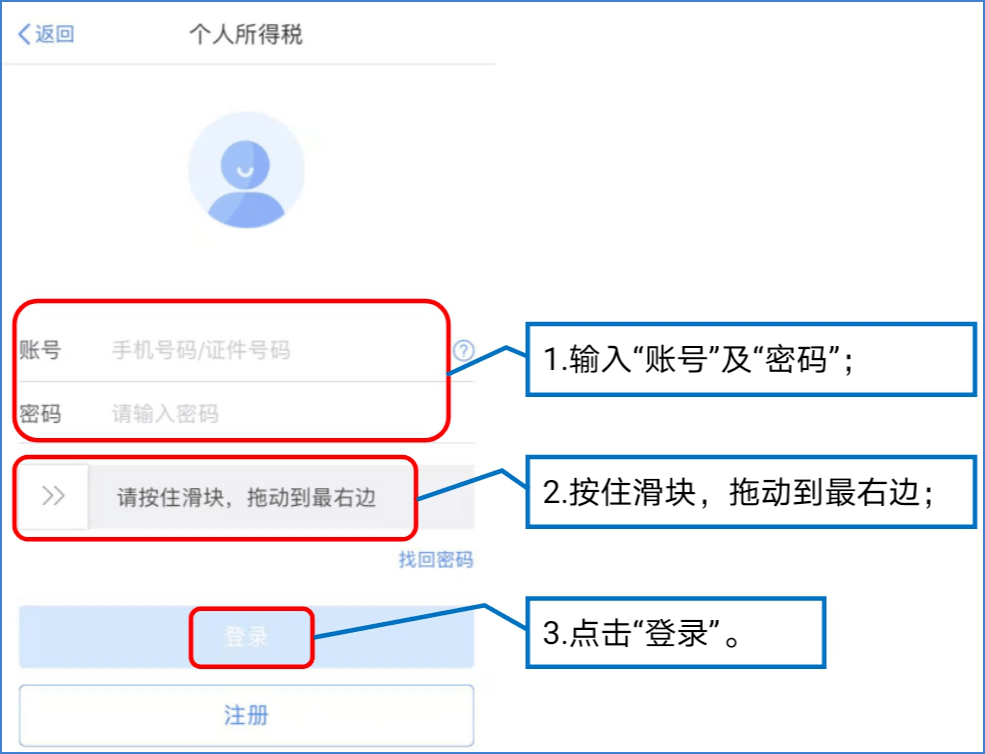 返回
个人所得税
账号 手机号码/证件号码 ?
1.输入“账号”及“密码”；
密码 请输入密码
>> 请按住滑块，拖动到最右边
2.按住滑块，拖动到最右边；
找回密码
登录
3.点击“登录”。
注册